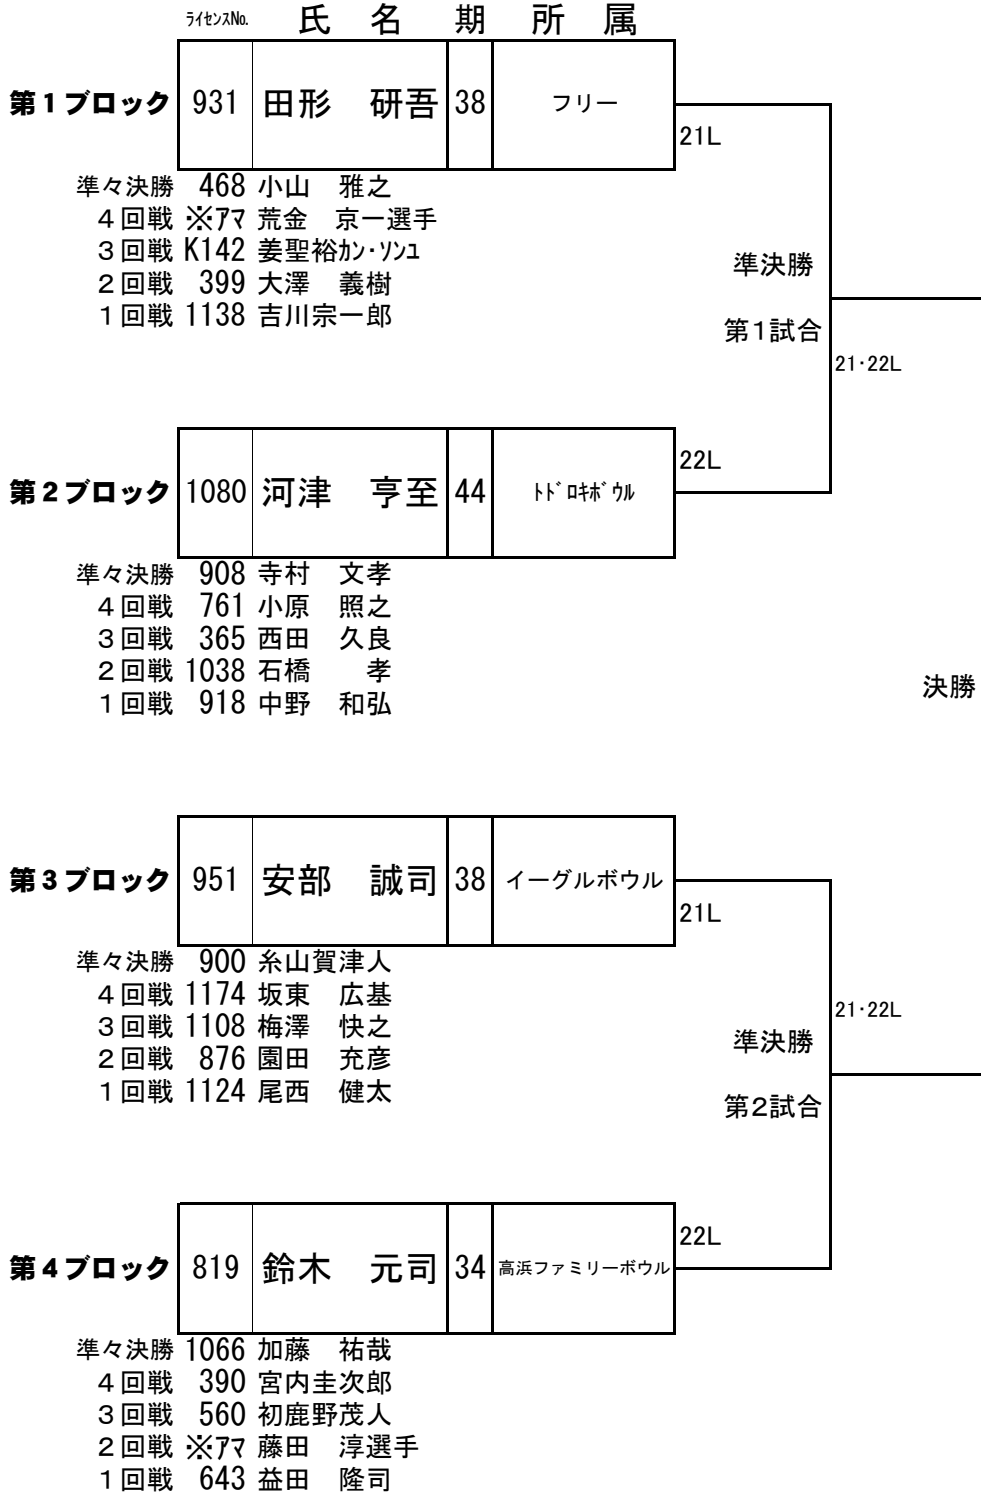 ﾗｲｾﾝｽNo. 氏 名 期 所 属
第１ブロック 931 田形 研吾 38 フリー
21L
準々決勝 468 小山 雅之
４回戦 ※ｱﾏ 荒金 京一選手
３回戦 K142 姜聖裕ｶﾝ･ｿﾝﾕ
２回戦 399 大澤 義樹
１回戦 1138 吉川宗一郎
準決勝
第１試合
21･22L
22L
第２ブロック 1080 河津 亨至 44 ﾄﾄﾞﾛｷﾎﾞｳﾙ
準々決勝 908 寺村 文孝
４回戦 761 小原 照之
３回戦 365 西田 久良
２回戦 1038 石橋 孝
１回戦 918 中野 和弘
決勝
第３ブロック 951 安部 誠司 38 イーグルボウル
21L
準々決勝 900 糸山賀津人
４回戦 1174 坂東 広基
３回戦 1108 梅澤 快之
２回戦 876 園田 充彦
１回戦 1124 尾西 健太
21･22L
準決勝
第２試合
22L
第４ブロック 819 鈴木 元司 34 高浜ファミリーボウル
準々決勝 1066 加藤 祐哉
４回戦 390 宮内圭次郎
３回戦 560 初鹿野茂人
２回戦 ※ｱﾏ 藤田 淳選手
１回戦 643 益田 隆司